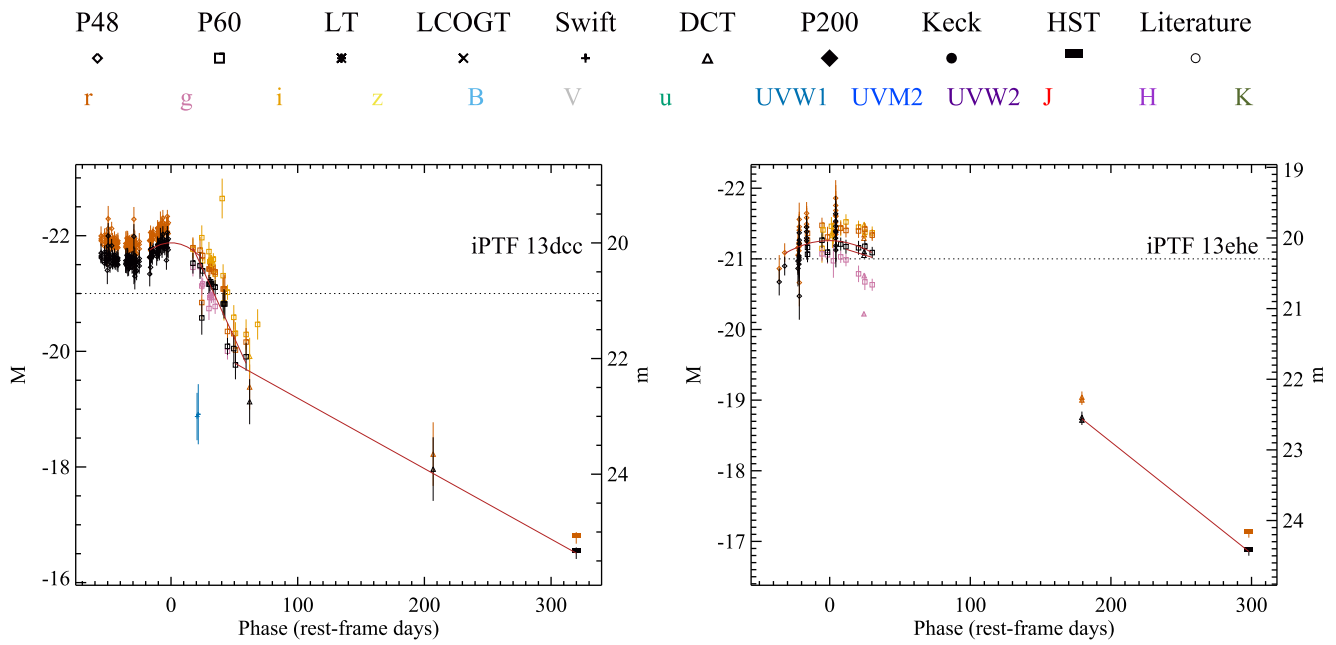 P48 P60 LT LCOGT Swift DCT P200 Keck HST Literature
r g i z B V u UVW1 UVM2 UVW2 J H K
iPTF 13dcc
-22
-20
-18
-16
M
20
22
24
m
0 100 200 300
Phase (rest-frame days)
iPTF 13ehe
-22
-21
-20
-19
-18
-17
M
19
20
21
22
23
24
m
0 100 200 300
Phase (rest-frame days)